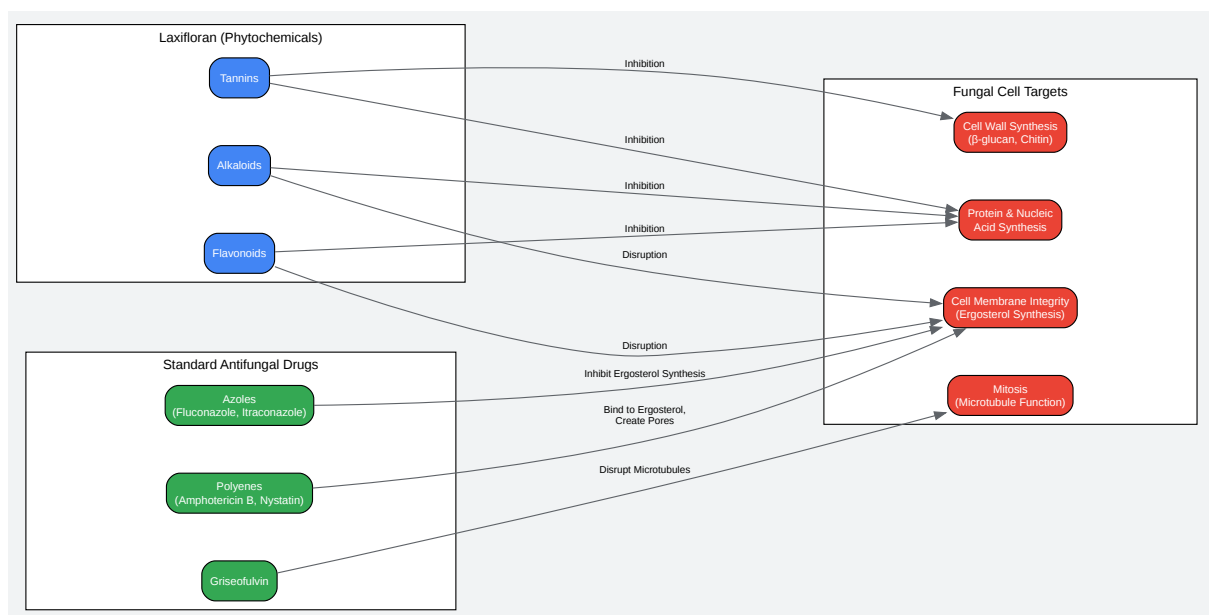 Laxifloran (Phytochemicals)
Tannins
Alkaloids
Flavonoids
Inhibition
Inhibition
Inhibition
Inhibition
Disruption
Disruption
Inhibit Ergosterol Synthesis
Bind to Ergosterol,
Create Pores
Disrupt Microtubules
Fungal Cell Targets
Cell Wall Synthesis
(β-glucan, Chitin)
Protein & Nucleic
Acid Synthesis
Cell Membrane Integrity
(Ergosterol Synthesis)
Mitosis
(Microtubule Function)
Standard Antifungal Drugs
Azoles
(Fluconazole, Itraconazole)
Polyenes
(Amphotericin B, Nystatin)
Griseofulvin